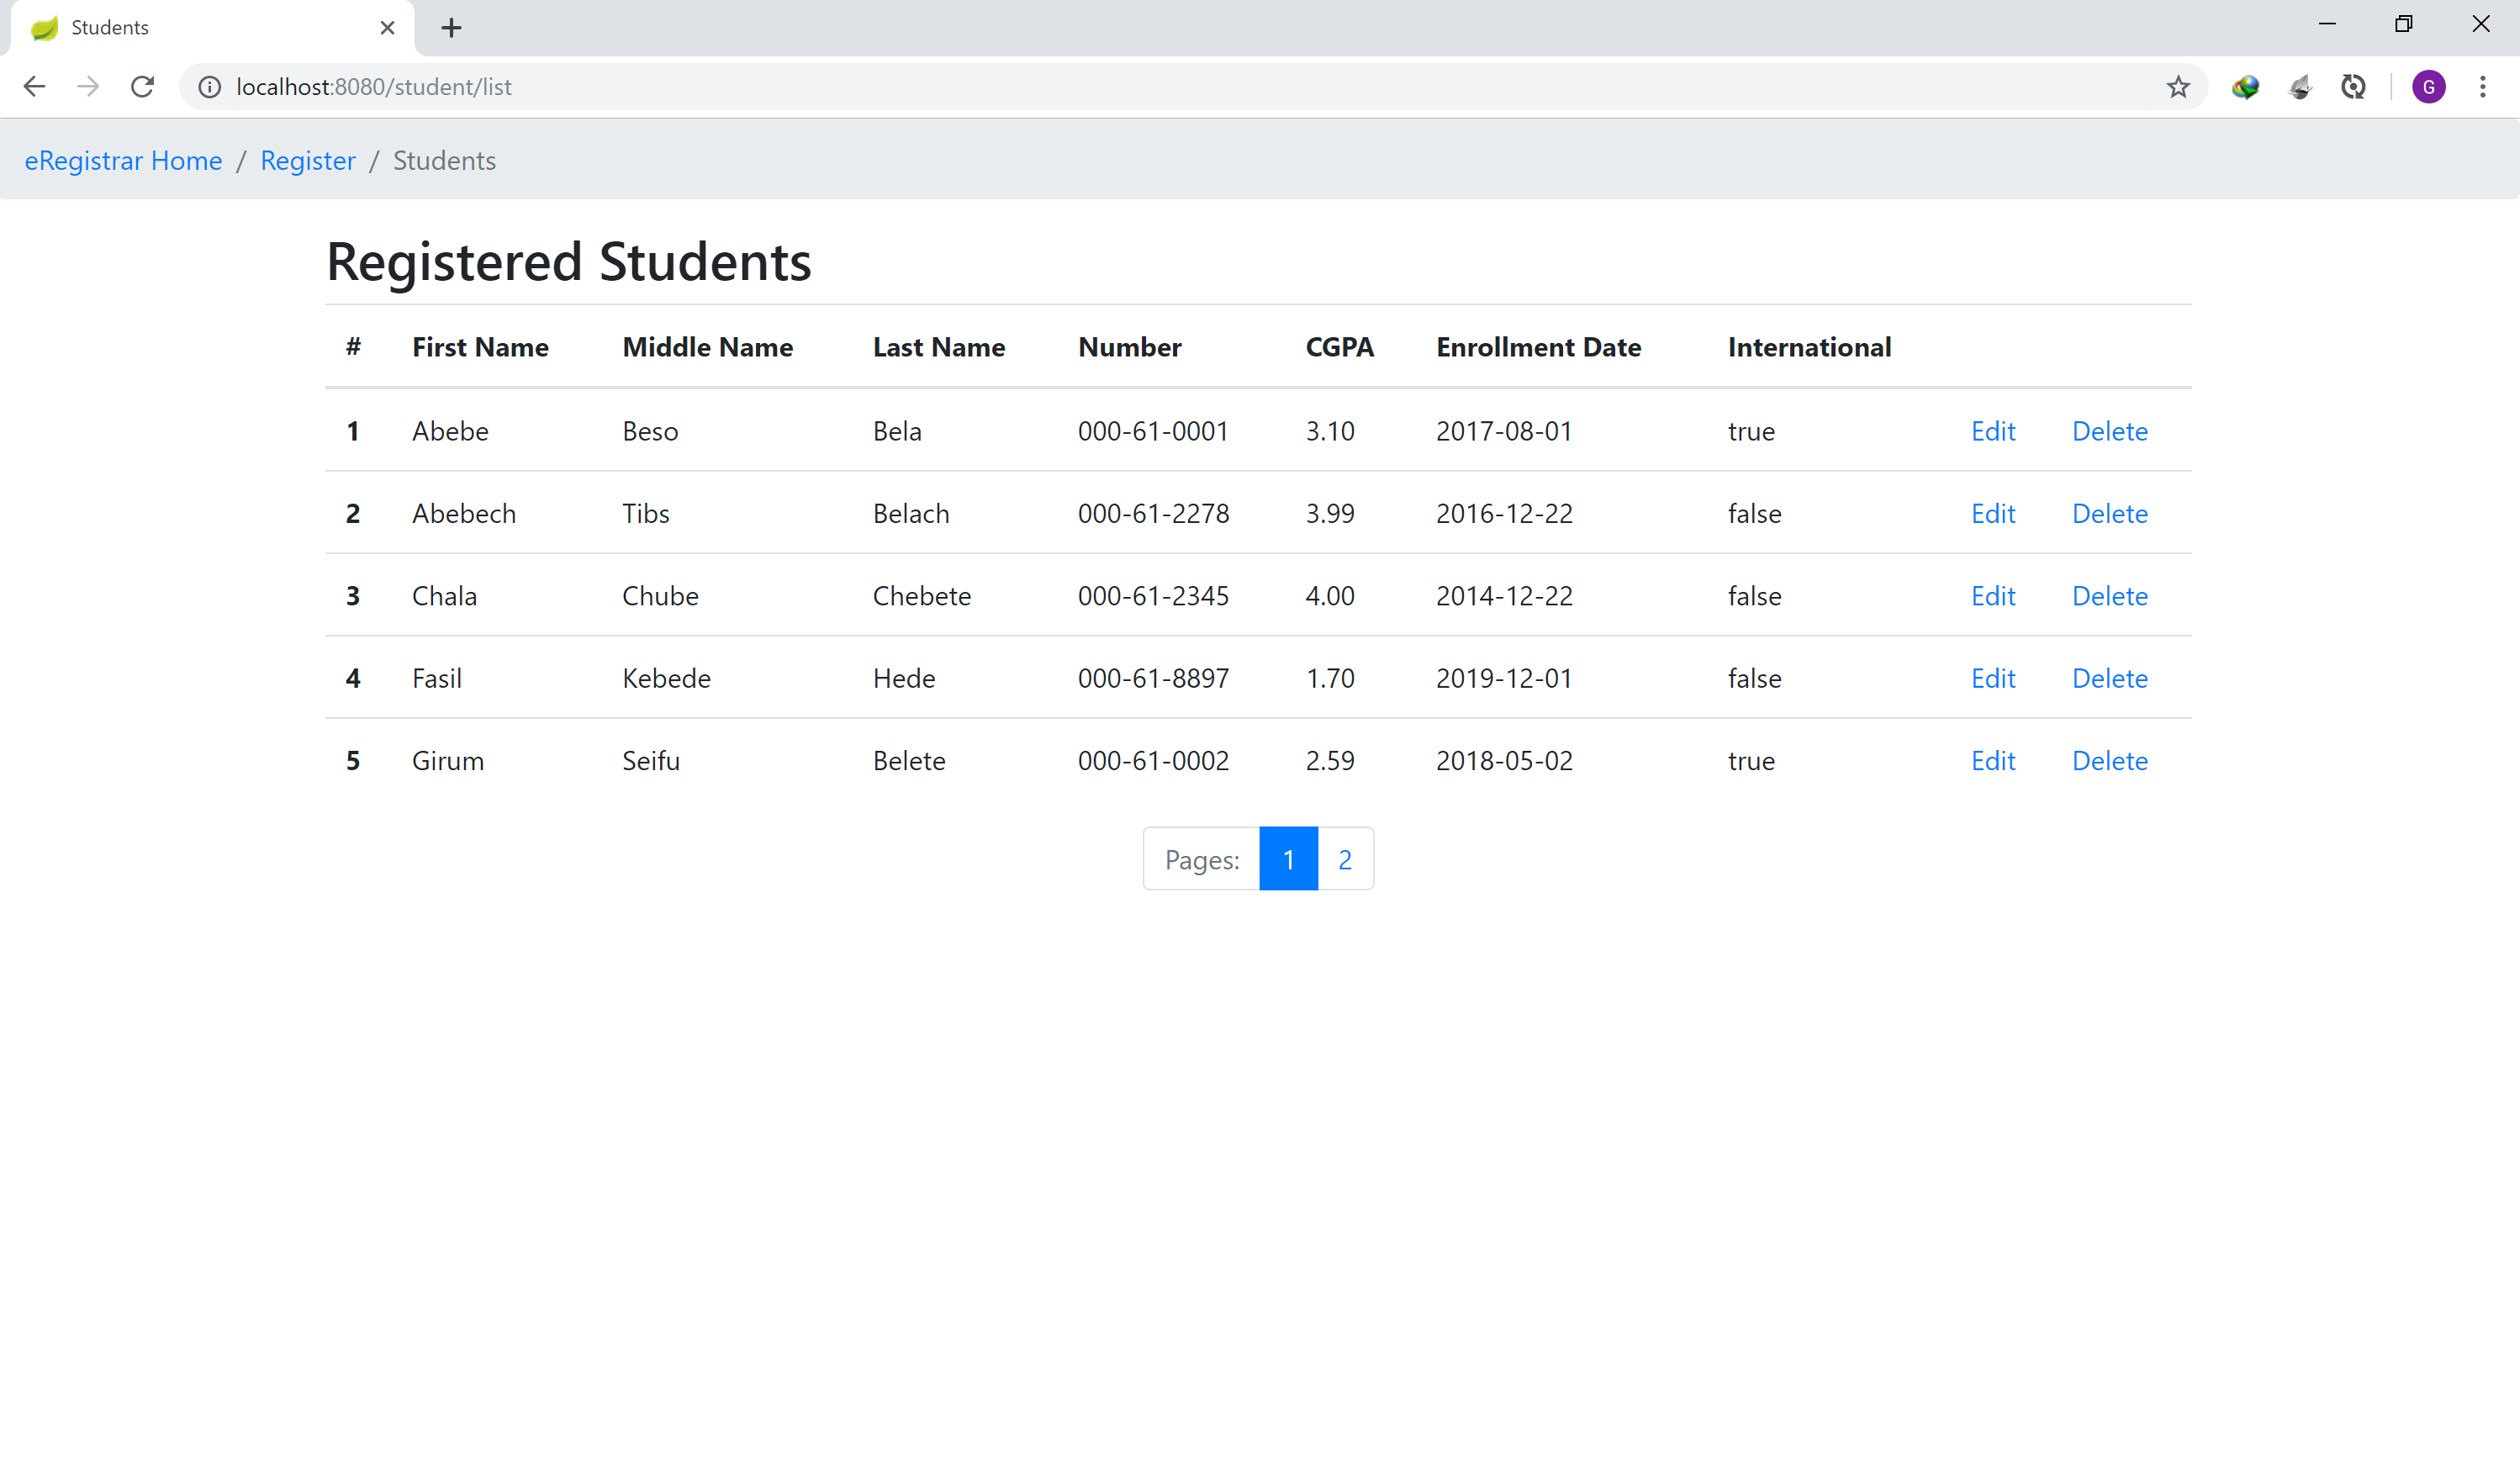 Students
localhost:8080/student/list
G
eRegistrar Home / Register / Students
Registered Students
# First Name Middle Name Last Name Number CGPA Enrollment Date International
1 Abebe Beso Bela 000-61-0001 3.10 2017-08-01 true Edit Delete
2 Abebech Tibs Belach 000-61-2278 3.99 2016-12-22 false Edit Delete
3 Chala Chube Chebete 000-61-2345 4.00 2014-12-22 false Edit Delete
4 Fasil Kebede Hede 000-61-8897 1.70 2019-12-01 false Edit Delete
5 Girum Seifu Belete 000-61-0002 2.59 2018-05-02 true Edit Delete
Pages: 1 2